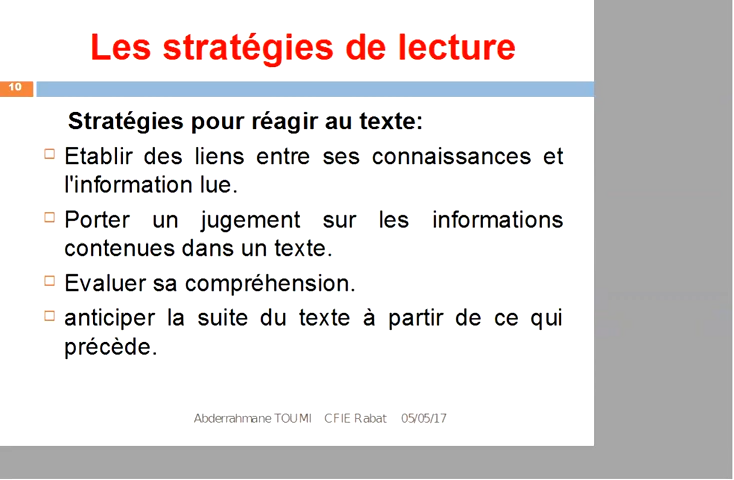 Les stratégies de lecture
10
Stratégies pour réagir au texte:
Etablir des liens entre ses connaissances et
l'information lue.
Porter un jugement sur les informations
contenues dans un texte.
Evaluer sa compréhension.
anticiper la suite du texte à partir de ce qui
précède.
Abderrahmane TOUMI CFIE Rabat 05/05/17